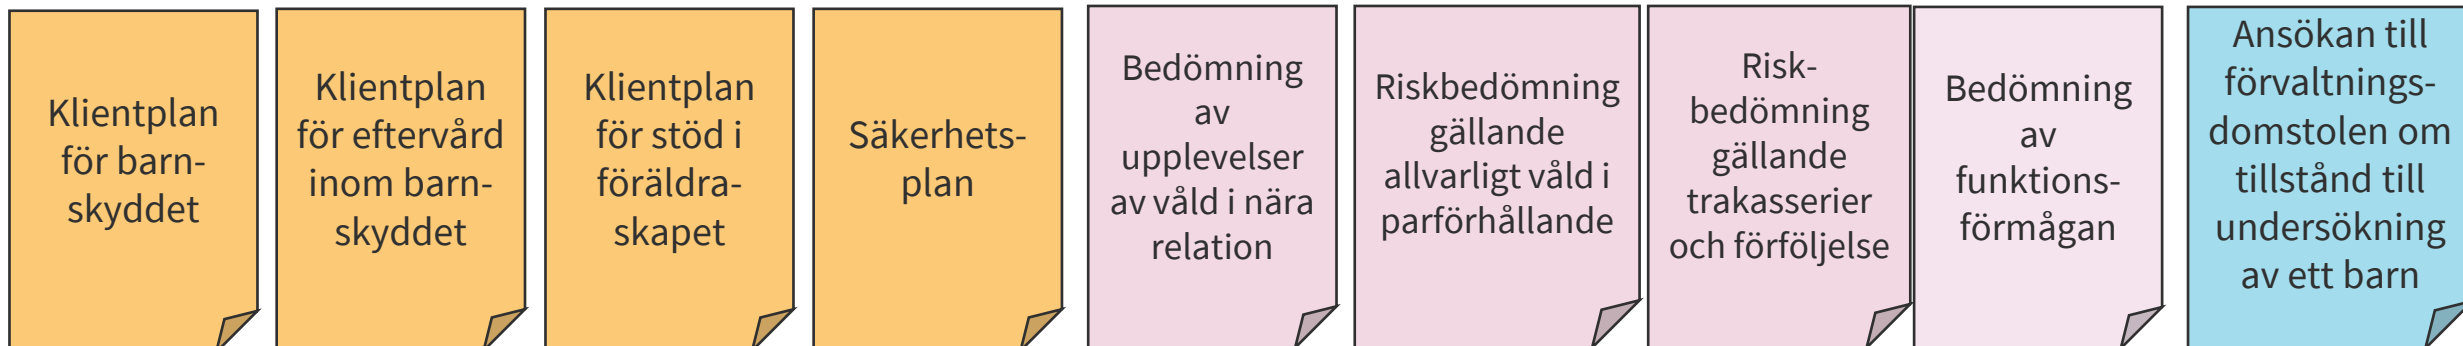 Klientplan
för barn-
skyddet
Klientplan
för eftervård
inom barn-
skyddet
Klientplan
för stöd i
föräldra-
skapet
Säkerhets-
plan
Bedömning
av
upplevelser
av våld i nära
relation
Riskbedömning
gällande
allvarligt våld i
parförhållande
Risk-
bedömning
gällande
trakasserier
och förföljelse
Bedömning
av
funktions-
förmågan
Ansökan till
förvaltnings-
domstolen om
tillstånd till
undersökning
av ett barn